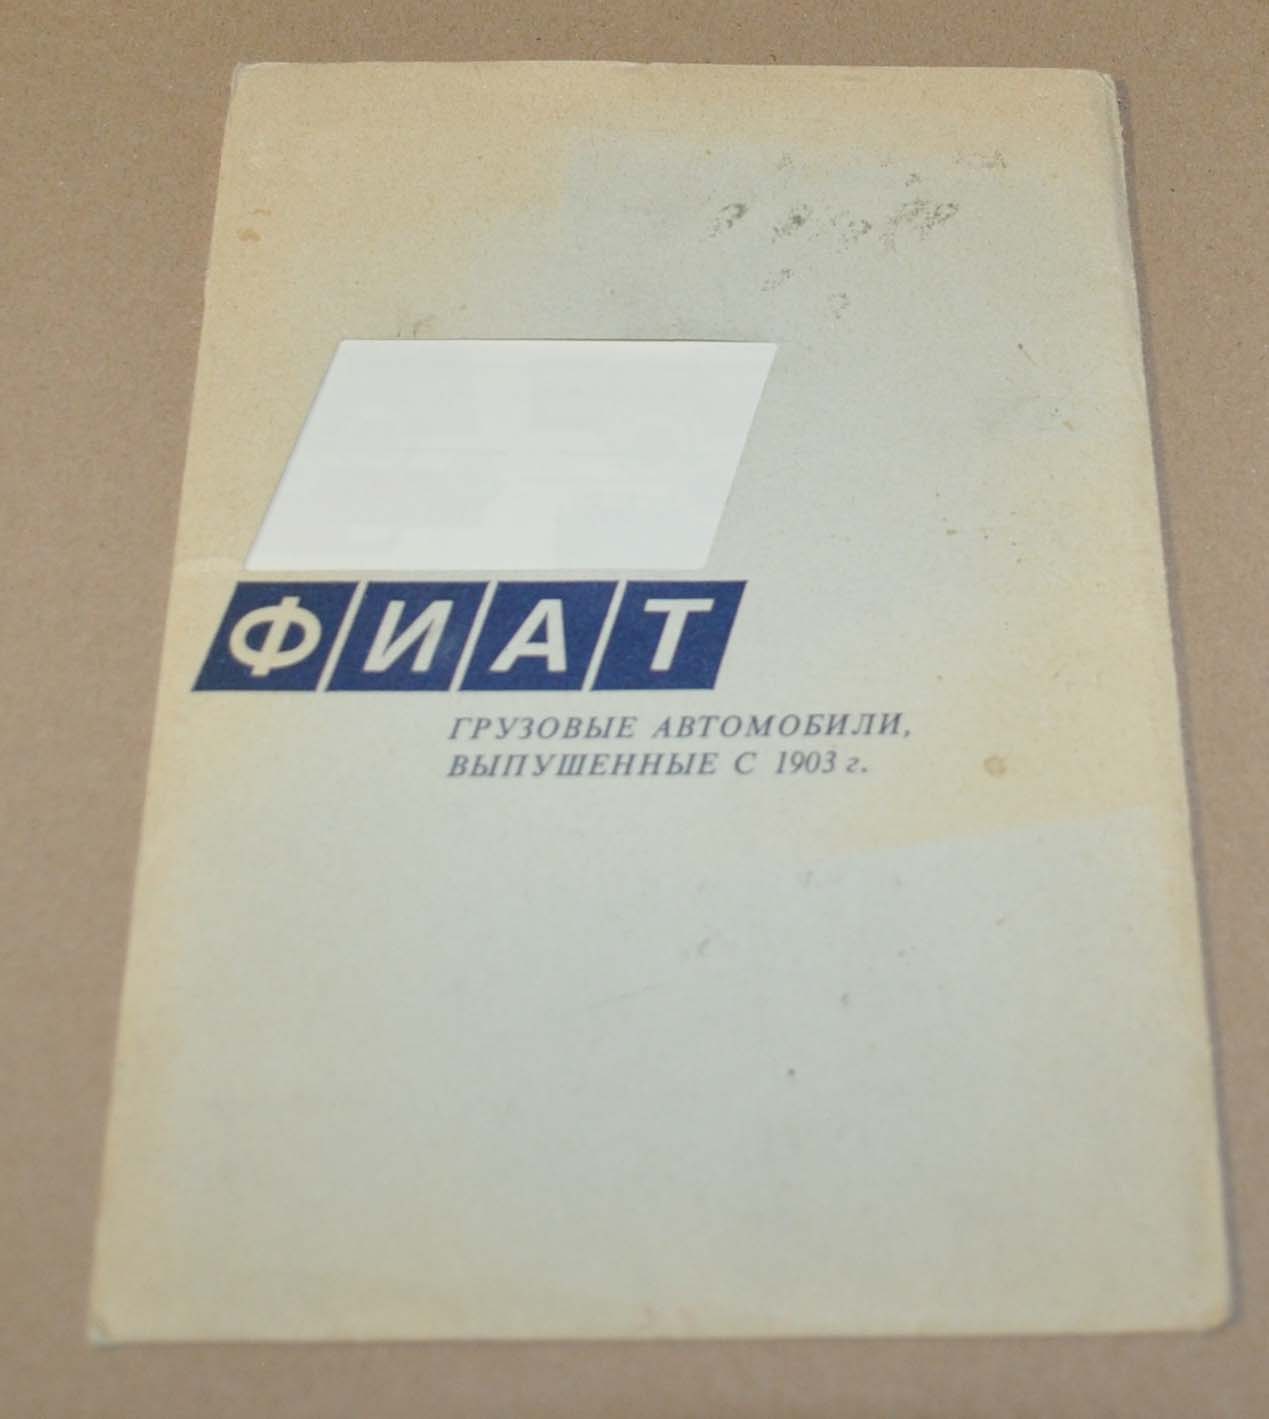 ФИАТ
ГРУЗОВЫЕ АВТОМОБИЛИ,
ВЫПУШЕННЫЕ С 1903 г.